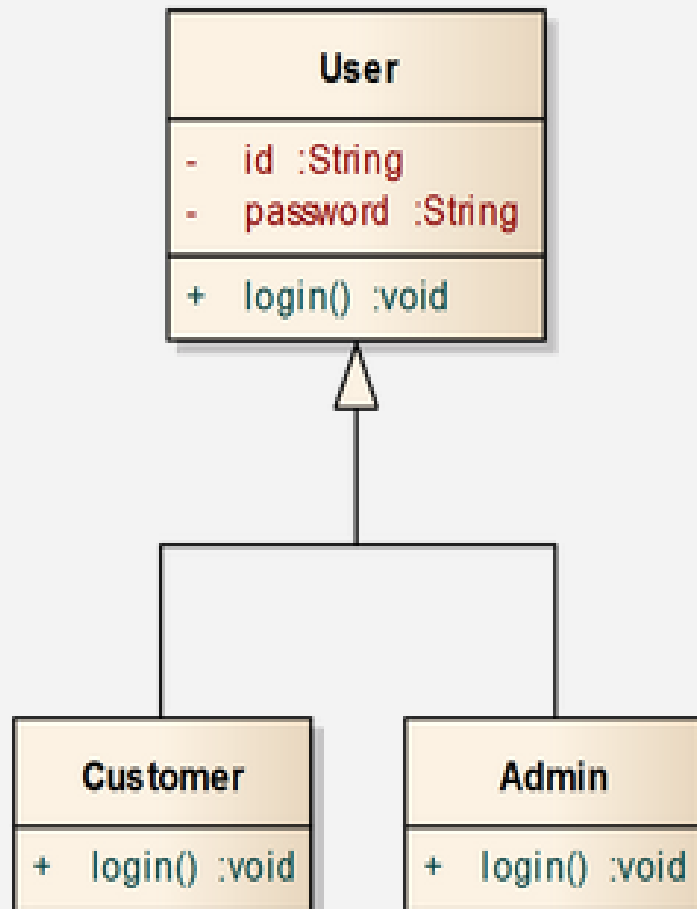 User
- id :String
- password :String
+ login() :void
Customer
+ login() :void
Admin
+ login() :void